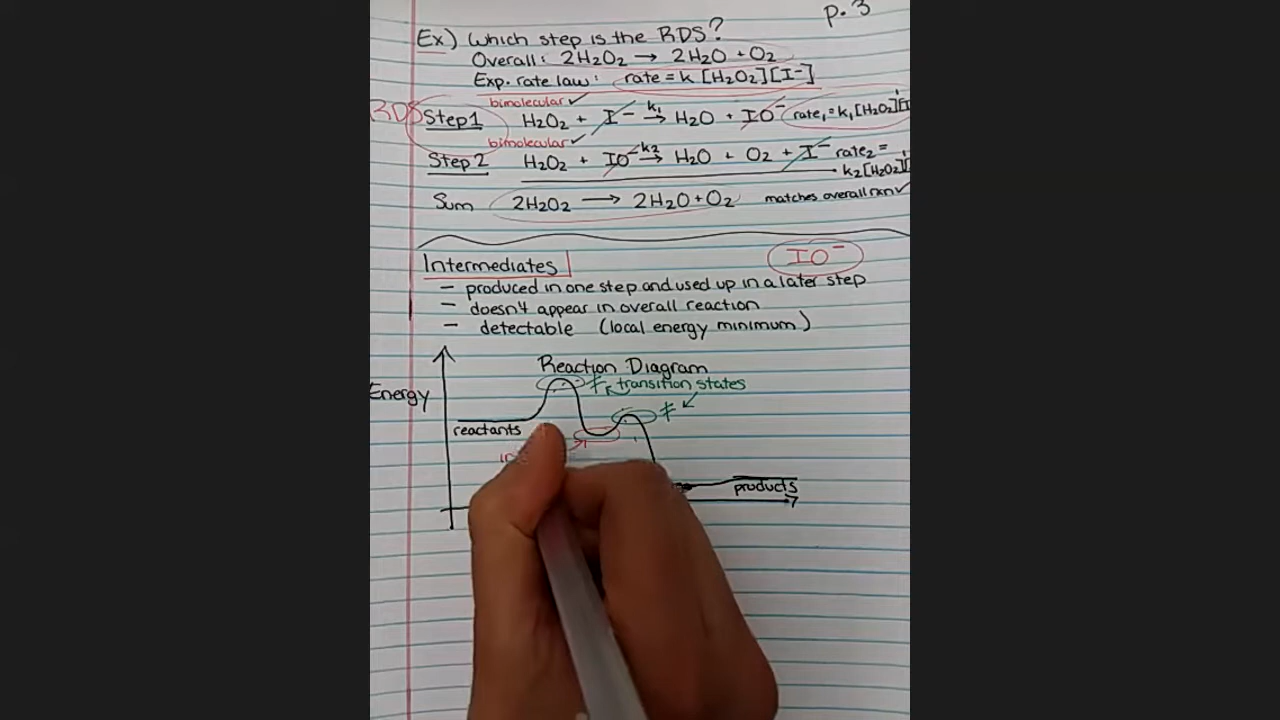 p. 3
Ex) Which step is the RDS?
Overall: 2H₂O₂ → 2H₂O + O₂
Exp. rate law: rate = k [H₂O₂][I⁻]
bimolecular ✓
RDS Step 1 H₂O₂ + I⁻ k₁→ H₂O + IO⁻ rate₁ = k₁[H₂O₂]¹[I
bimolecular ✓
Step 2 H₂O₂ + IO⁻ k₂→ H₂O + O₂ + I⁻ rate₂ =
k₂[H₂O₂]¹[
Sum 2H₂O₂ → 2H₂O + O₂ matches overall rxn ✓
Intermediates IO⁻
– produced in one step and used up in a later step
– doesn't appear in overall reaction
– detectable (local energy minimum)
Reaction Diagram
‡ transition states
Energy
‡
reactants
products